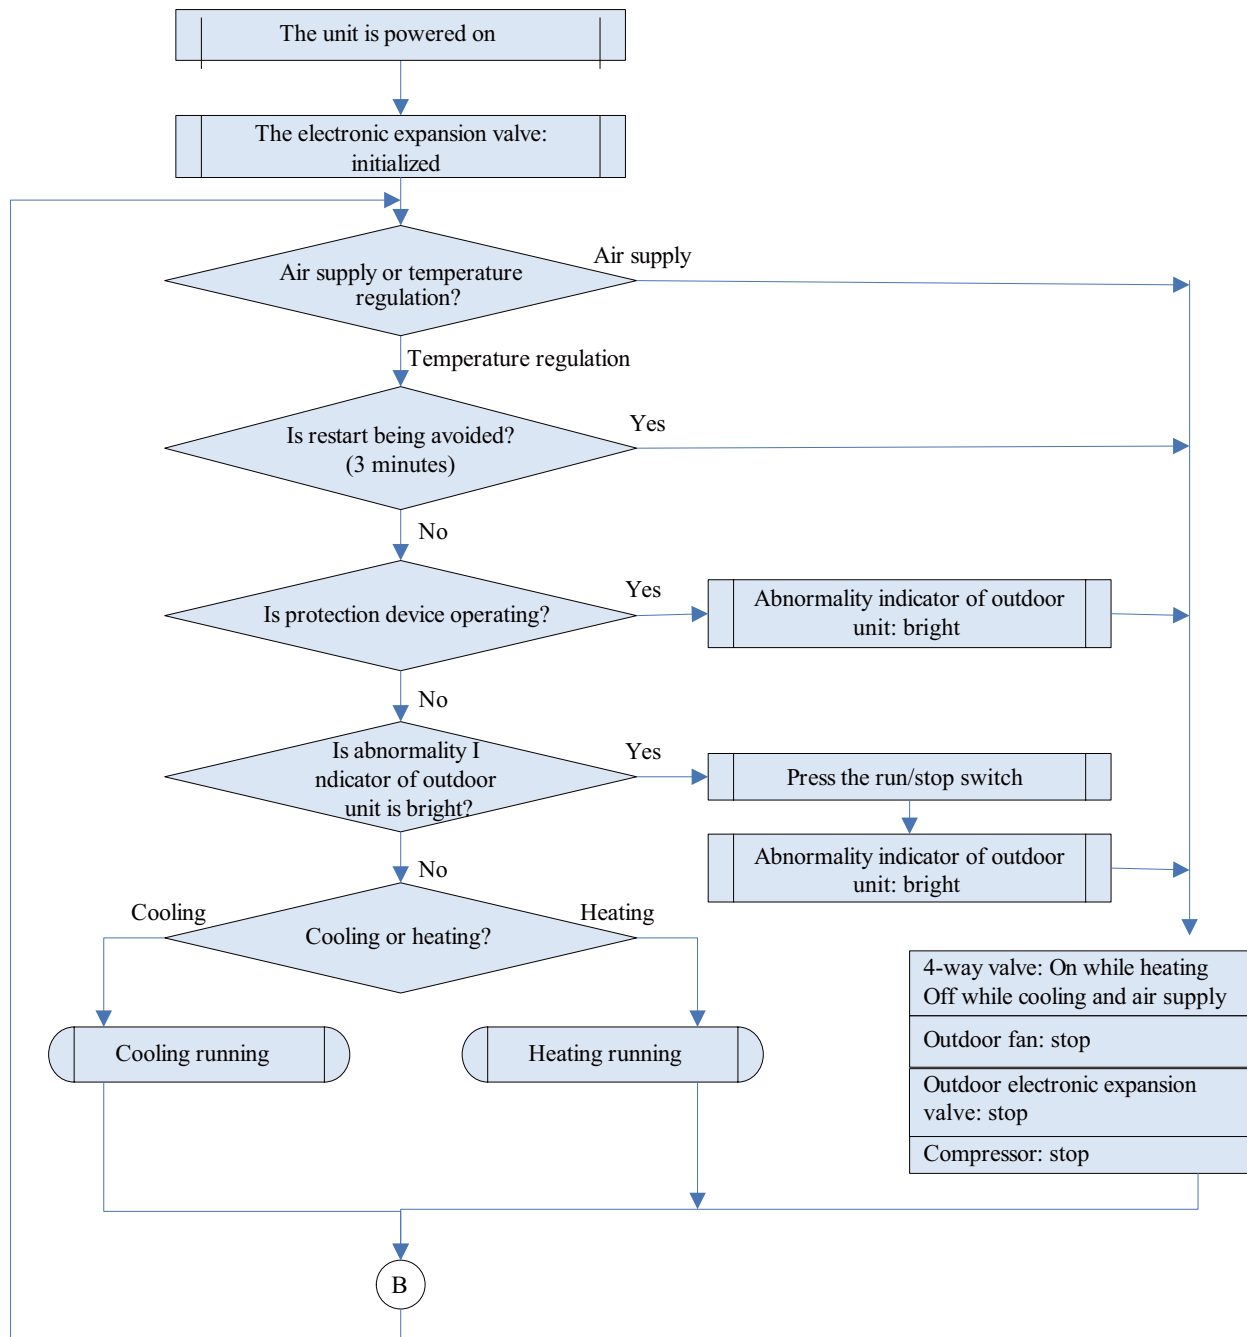 The unit is powered on
The electronic expansion valve:
initialized
Air supply or temperature
regulation?
Air supply
Temperature regulation
Is restart being avoided?
(3 minutes)
Yes
No
Is protection device operating?
Yes
Abnormality indicator of outdoor
unit: bright
No
Is abnormality I
ndicator of outdoor
unit is bright?
Yes
Press the run/stop switch
Abnormality indicator of outdoor
unit: bright
No
Cooling
Cooling or heating?
Heating
4-way valve: On while heating
Off while cooling and air supply
Outdoor fan: stop
Outdoor electronic expansion
valve: stop
Compressor: stop
Cooling running
Heating running
B